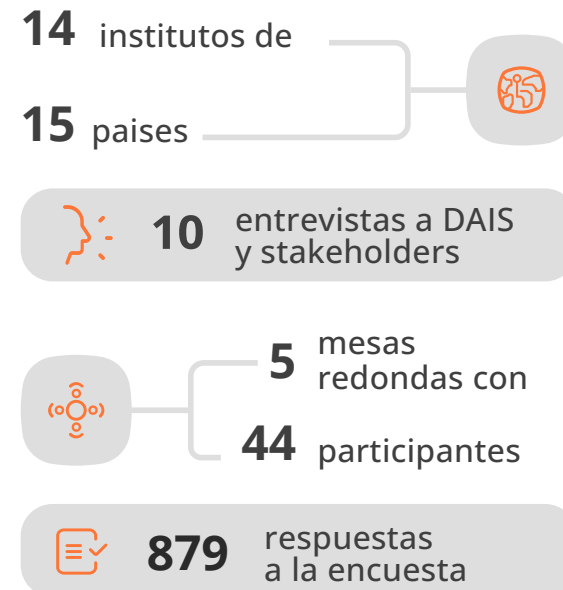 14 institutos de
15 paises
10 entrevistas a DAIS
y stakeholders
5 mesas
redondas con
44 participantes
879 respuestas
a la encuesta